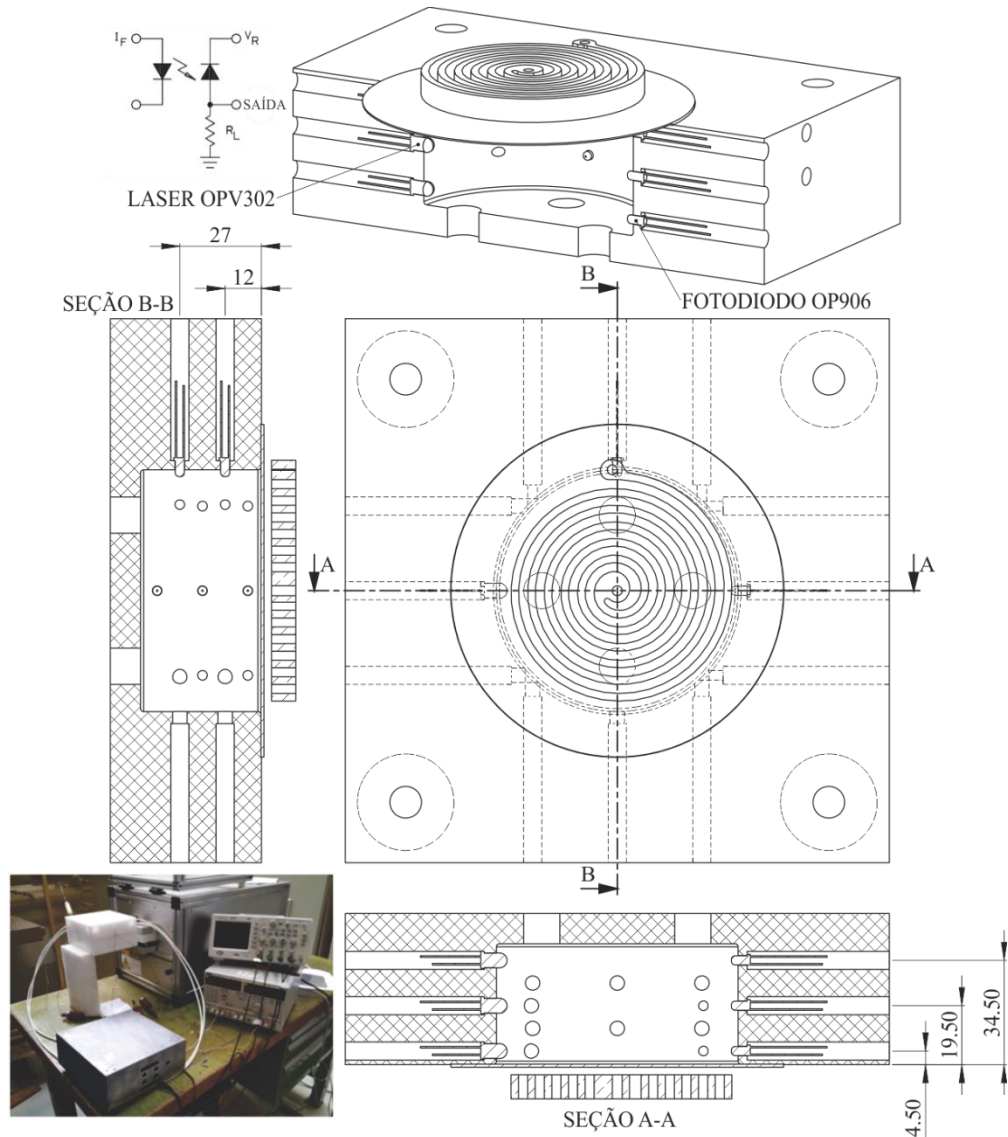 I_F
V_R
SAÍDA
R_L
LASER OPV302
27
12
SEÇÃO B-B
B
FOTODIODO OP906
A
A
B
34.50
19.50
4.50
SEÇÃO A-A